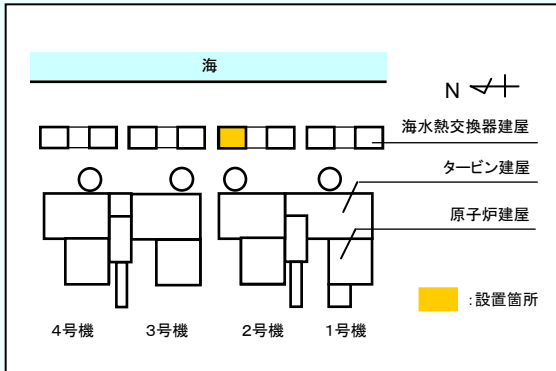 海
N
海水熱交換器建屋
タービン建屋
原子炉建屋
:設置箇所
4号機 3号機 2号機 1号機